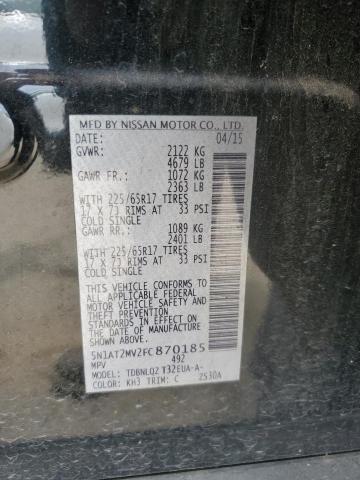 MFD BY NISSAN MOTOR CO., LTD.
DATE: 04/15
GVWR: 2122 KG
4679 LB
GAWR FR: 1072 KG
2363 LB
WITH 225/65R17 TIRES
17 X 7J RIMS AT 33 PSI
COLD SINGLE
GAWR RR: 1089 KG
2401 LB
WITH 225/65R17 TIRES
17 X 7J RIMS AT 33 PSI
COLD SINGLE
THIS VEHICLE CONFORMS TO ALL
APPLICABLE FEDERAL
MOTOR VEHICLE SAFETY AND
THEFT PREVENTION
STANDARDS IN EFFECT ON THE
DATE OF MANUFACTURE
SHOWN ABOVE.
5N1AT2MV2FC870185
MPV 492
MODEL: TDBNLQZ T32EUA-A-
COLOR: KH3 TRIM: C 2530A